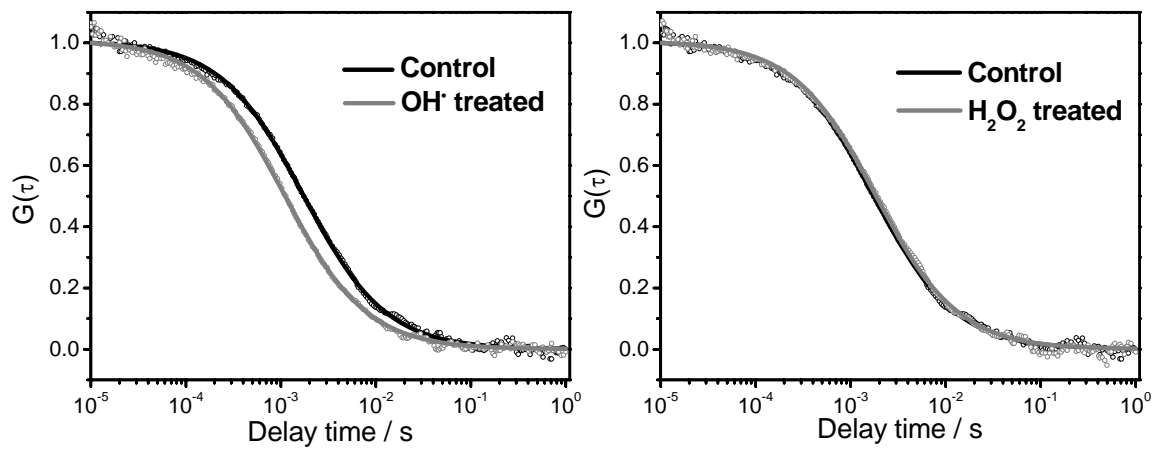 1.0
0.8
0.6
0.4
0.2
0.0
G(τ)
Control
OH· treated
10⁻⁵ 10⁻⁴ 10⁻³ 10⁻² 10⁻¹ 10⁰
Delay time / s
1.0
0.8
0.6
0.4
0.2
0.0
G(τ)
Control
H₂O₂ treated
10⁻⁵ 10⁻⁴ 10⁻³ 10⁻² 10⁻¹ 10⁰
Delay time / s